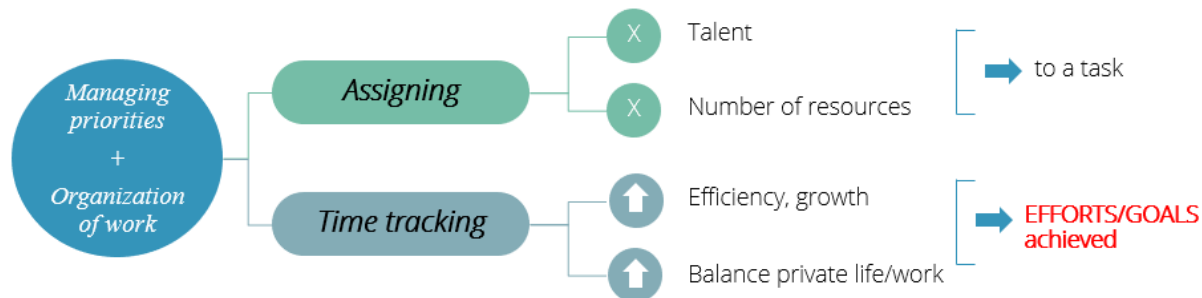 Managing
priorities
+
Organization
of work
Assigning
X
Talent
X
Number of resources
to a task
Time tracking
Efficiency, growth
Balance private life/work
EFFORTS/GOALS
achieved